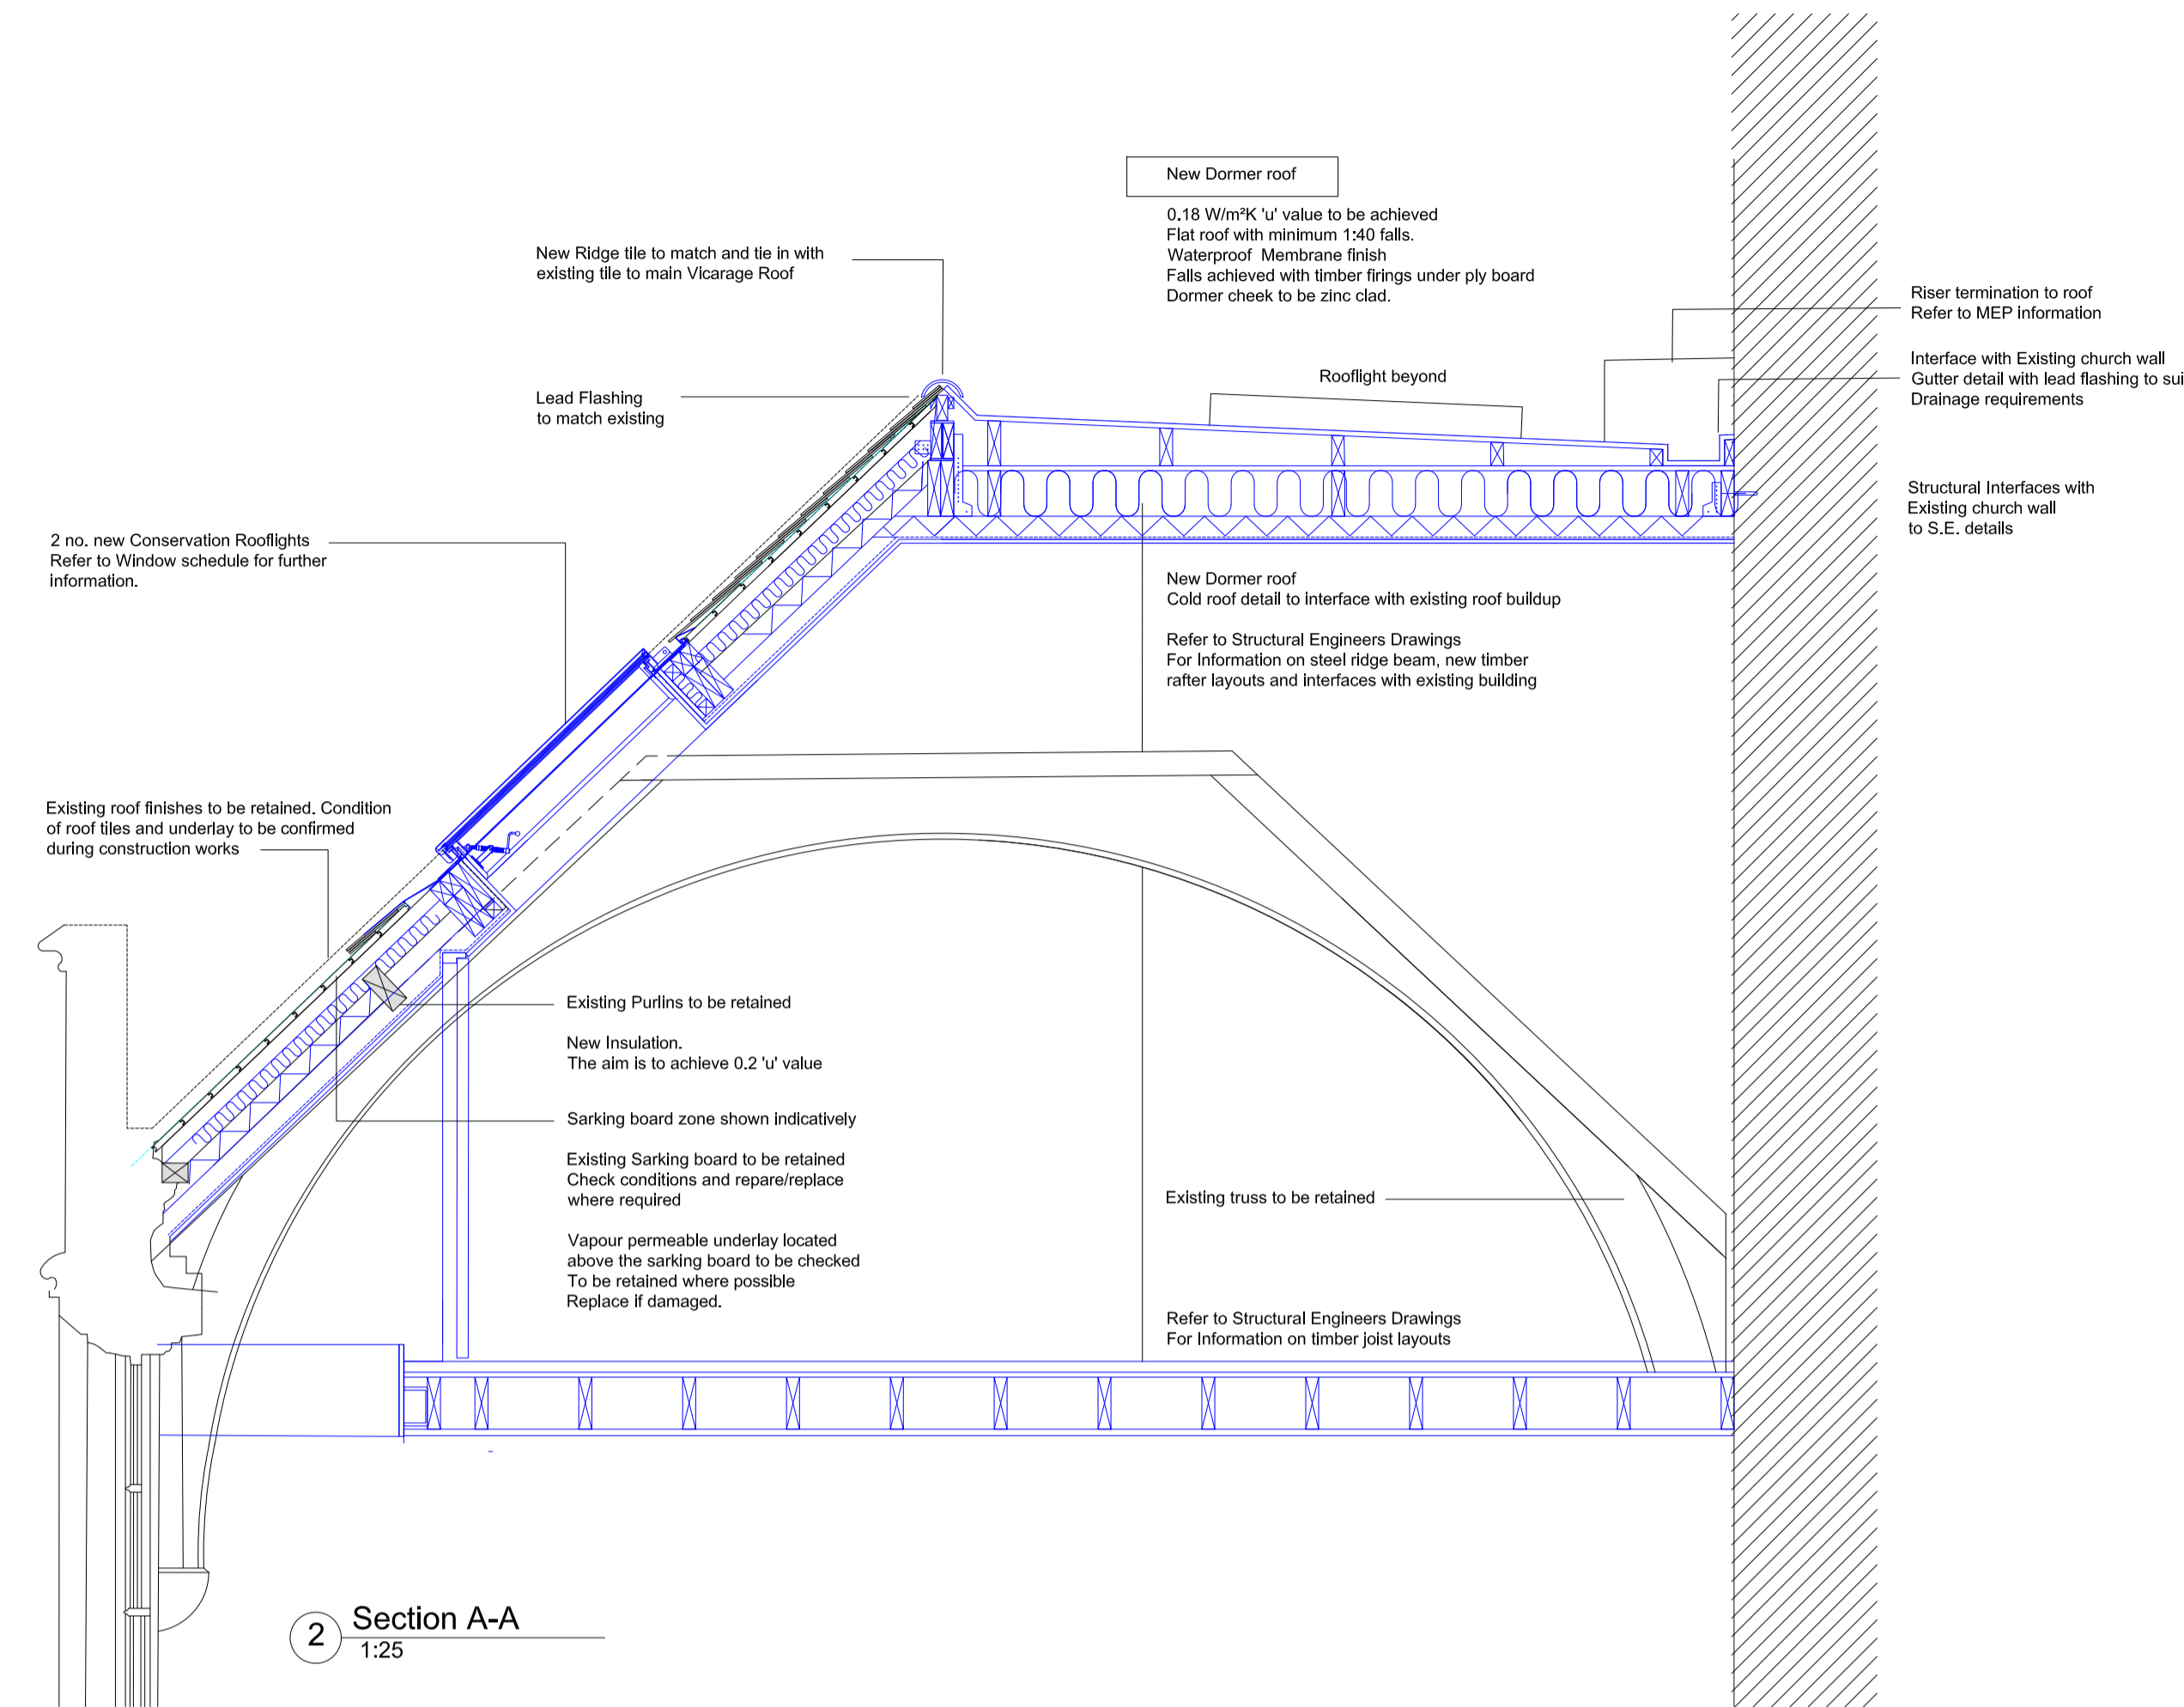 New Dormer roof
0.18 W/m²K 'u' value to be achieved
Flat roof with minimum 1:40 falls.
Waterproof Membrane finish
Falls achieved with timber firings under ply board
Dormer cheek to be zinc clad.
New Ridge tile to match and tie in with
existing tile to main Vicarage Roof
Riser termination to roof
Refer to MEP information
Interface with Existing church wall
Gutter detail with lead flashing to sui
Drainage requirements
Rooflight beyond
Lead Flashing
to match existing
Structural Interfaces with
Existing church wall
to S.E. details
2 no. new Conservation Rooflights
Refer to Window schedule for further
information.
New Dormer roof
Cold roof detail to interface with existing roof buildup
Refer to Structural Engineers Drawings
For Information on steel ridge beam, new timber
rafter layouts and interfaces with existing building
Existing roof finishes to be retained. Condition
of roof tiles and underlay to be confirmed
during construction works
Existing Purlins to be retained
New Insulation.
The aim is to achieve 0.2 'u' value
Sarking board zone shown indicatively
Existing Sarking board to be retained
Check conditions and repare/replace
where required
Vapour permeable underlay located
above the sarking board to be checked
To be retained where possible
Replace if damaged.
Existing truss to be retained
Refer to Structural Engineers Drawings
For Information on timber joist layouts
2
Section A-A
1:25